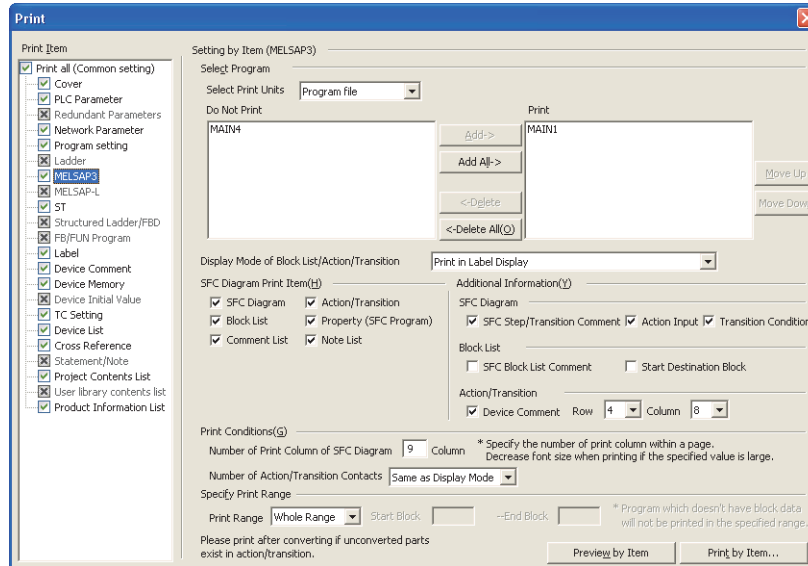 Print
Print Item
Print all (Common setting)
Cover
PLC Parameter
Redundant Parameters
Network Parameter
Program setting
Ladder
MELSAP3
MELSAP-L
ST
Structured Ladder/FBD
FB/FUN Program
Label
Device Comment
Device Memory
Device Initial Value
TC Setting
Device List
Cross Reference
Statement/Note
Project Contents List
User library contents list
Product Information List
Setting by Item (MELSAP3)
Select Program
Select Print Units Program file
Do Not Print Print
MAIN4 Add-> MAIN1
Add All->
Move Up
<-Delete Move Down
<-Delete All(O)
Display Mode of Block List/Action/Transition Print in Label Display
SFC Diagram Print Item(H)
SFC Diagram Action/Transition
Block List Property (SFC Program)
Comment List Note List
Additional Information(Y)
SFC Diagram
SFC Step/Transition Comment Action Input Transition Condition
Block List
SFC Block List Comment Start Destination Block
Action/Transition
Device Comment Row 4 Column 8
Print Conditions(G)
Number of Print Column of SFC Diagram 9 Column
* Specify the number of print column within a page.
Decrease font size when printing if the specified value is large.
Number of Action/Transition Contacts Same as Display Mode
Specify Print Range
Print Range Whole Range Start Block --End Block
* Program which doesn't have block data
will not be printed in the specified range.
Please print after converting if unconverted parts
exist in action/transition.
Preview by Item Print by Item...